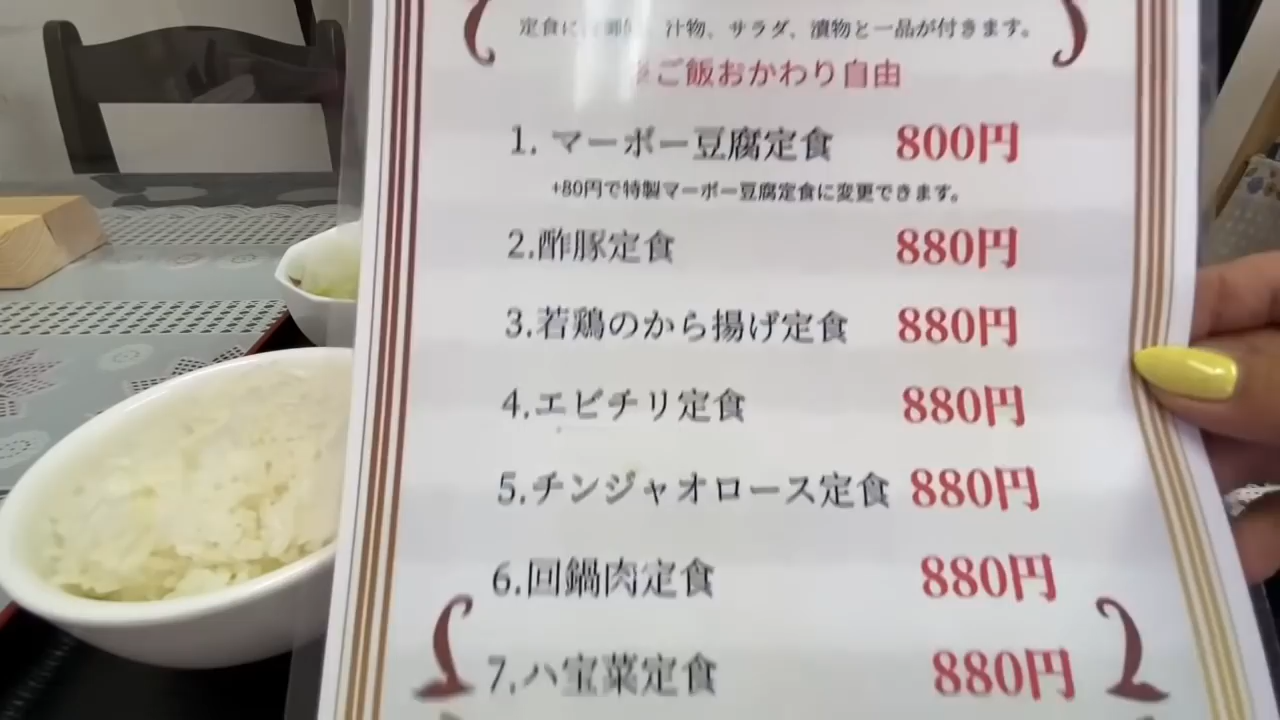 定食に 汁物、サラダ、漬物と一品が付きます。
※ご飯おかわり自由
1. マーボー豆腐定食 800円
+80円で特製マーボー豆腐定食に変更できます。
2.酢豚定食 880円
3.若鶏のから揚げ定食 880円
4.エビチリ定食 880円
5.チンジャオロース定食 880円
6.回鍋肉定食 880円
7.ハ宝菜定食 880円